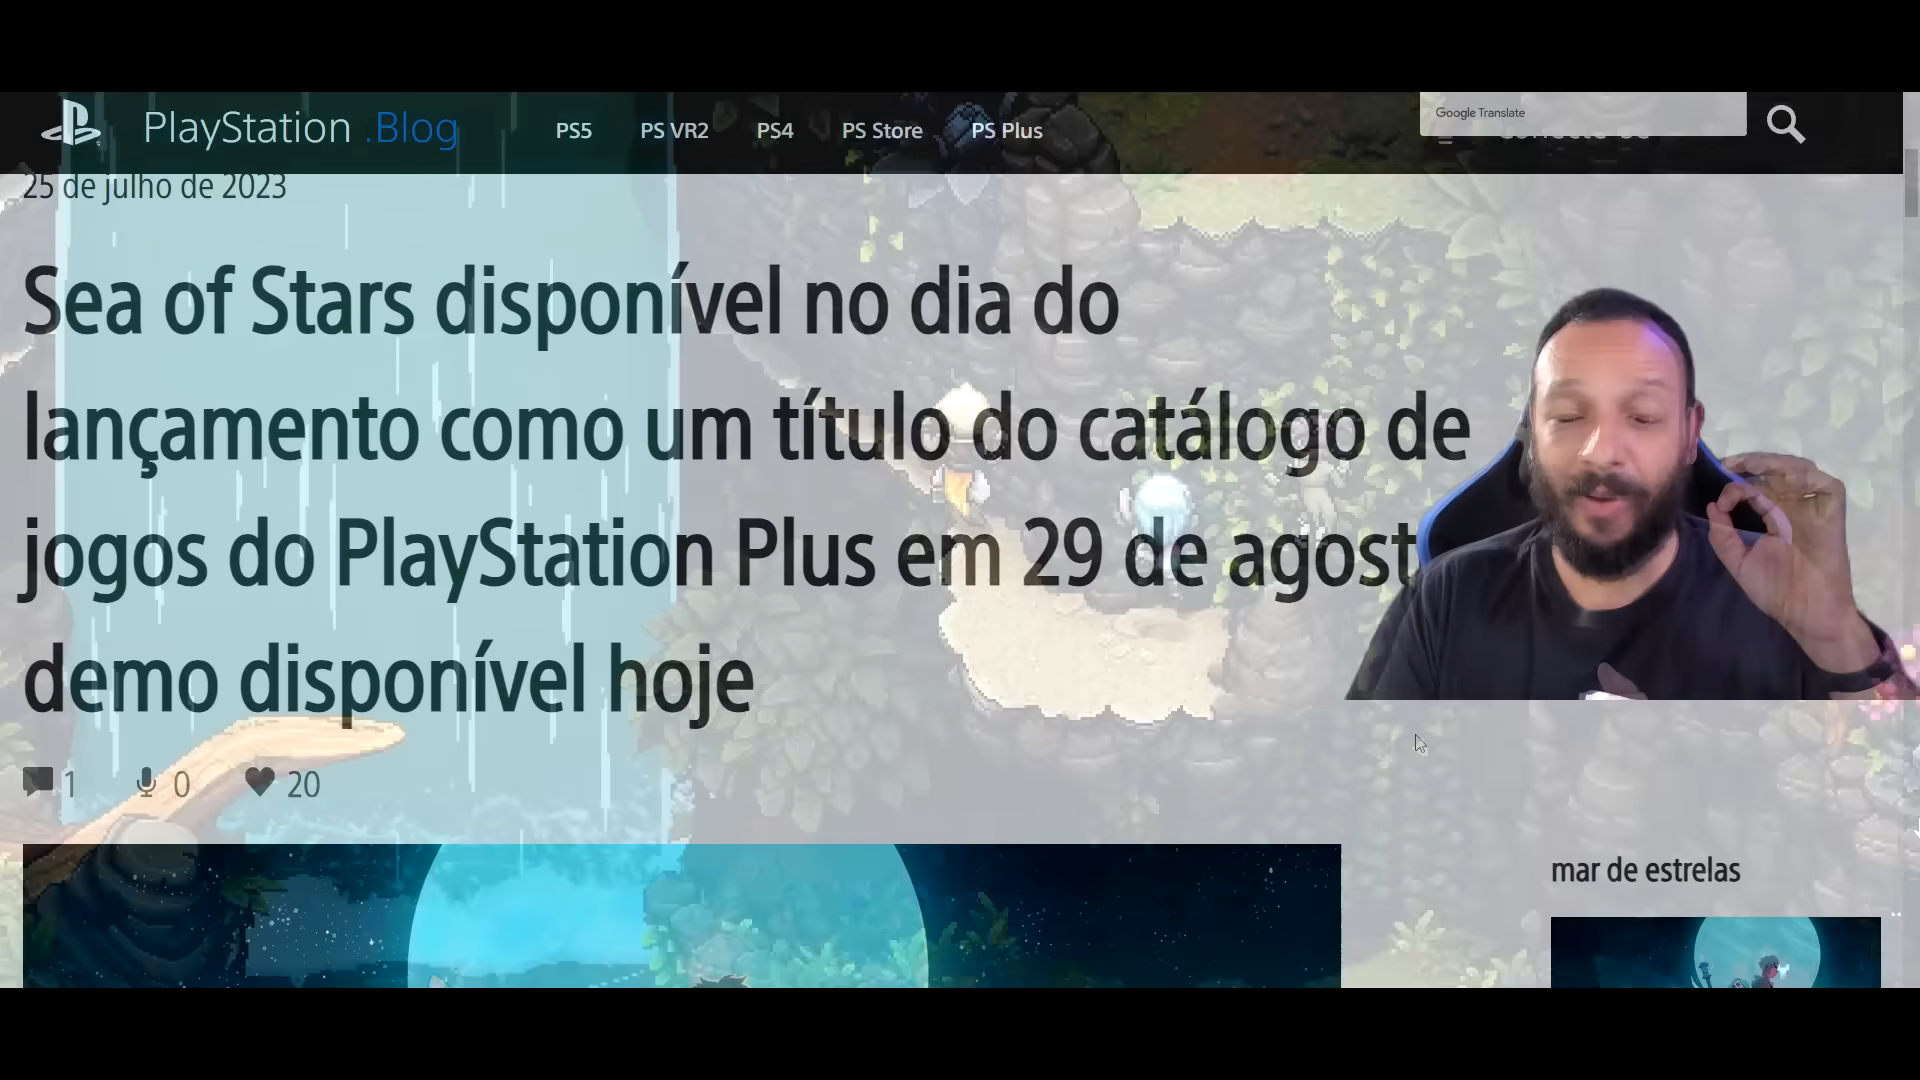 PlayStation .Blog
PS5 PS VR2 PS4 PS Store PS Plus
Google Translate
25 de julho de 2023
Sea of Stars disponível no dia do
lançamento como um título do catálogo de
jogos do PlayStation Plus em 29 de agost
demo disponível hoje
1 0 20
mar de estrelas